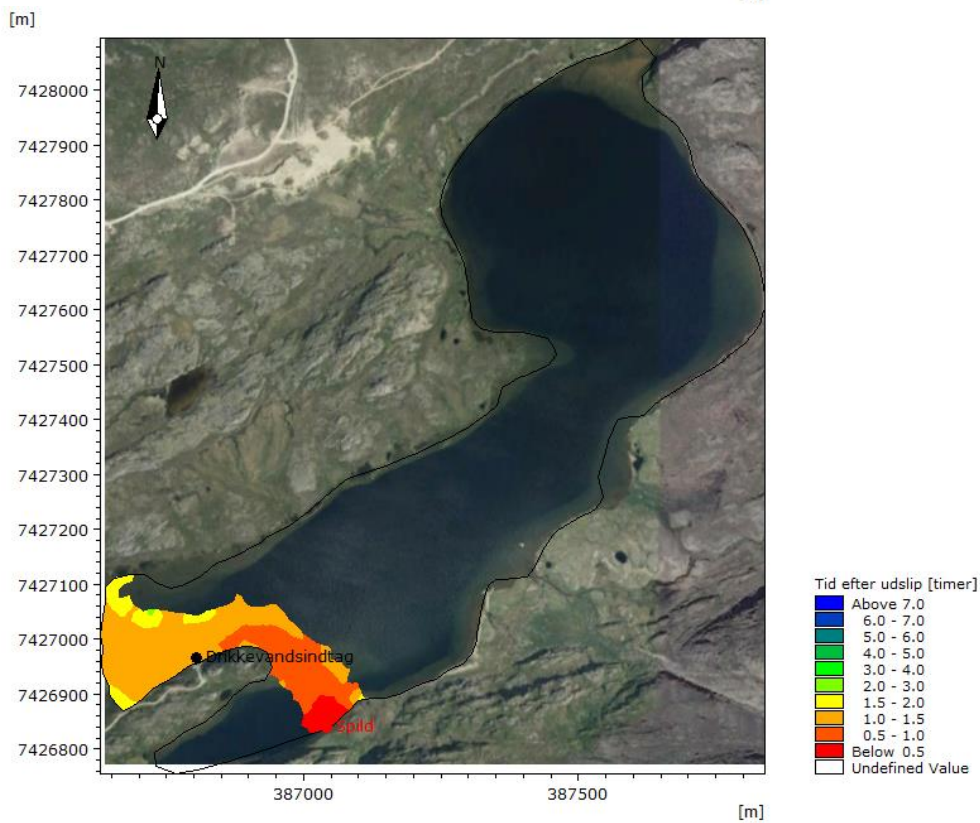 [m]
N
7428000
7427900
7427800
7427700
7427600
7427500
7427400
7427300
7427200
7427100
7427000
7426900
7426800
Drikkevandsindtag
Spild
387000
387500
[m]
Tid efter udslip [timer]
Above 7.0
6.0 - 7.0
5.0 - 6.0
4.0 - 5.0
3.0 - 4.0
2.0 - 3.0
1.5 - 2.0
1.0 - 1.5
0.5 - 1.0
Below 0.5
Undefined Value